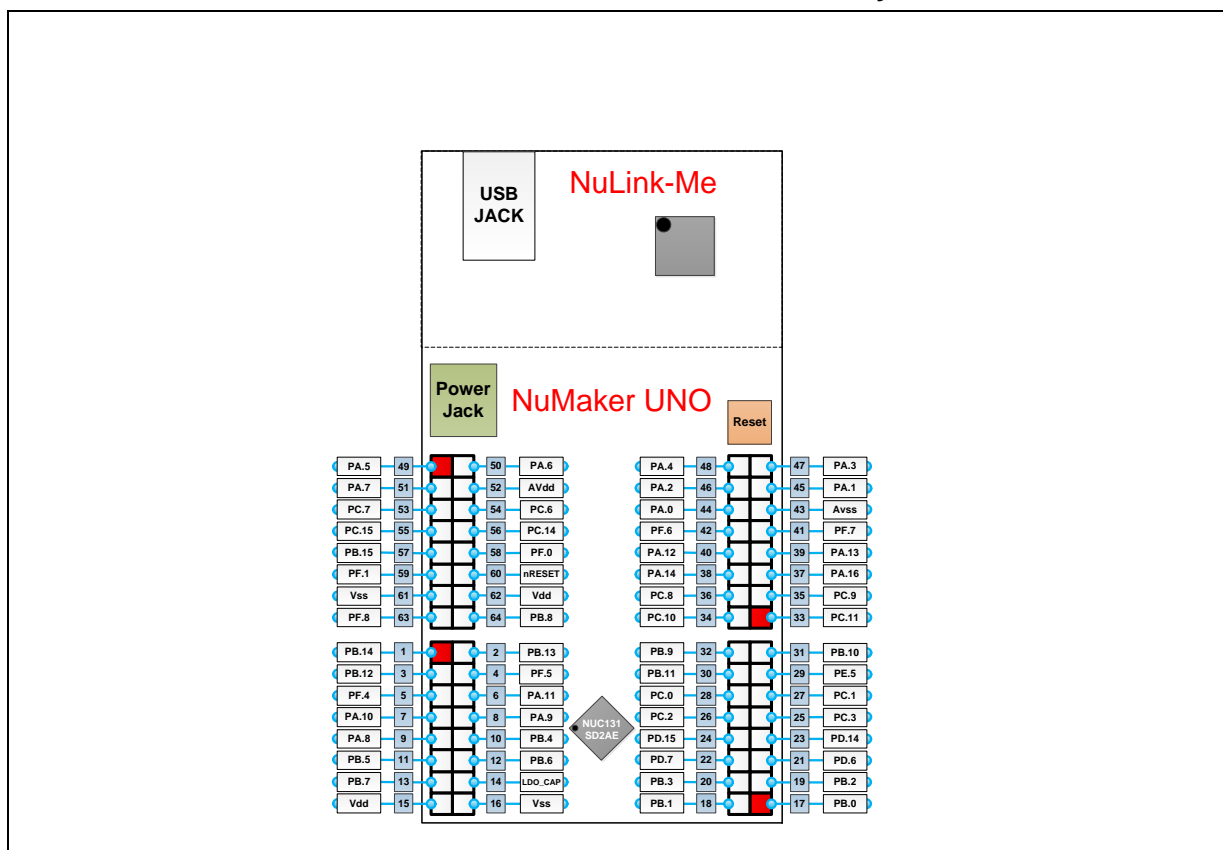 NuLink-Me
USB
JACK
Power
Jack
NuMaker UNO
Reset
PA.5 49 50 PA.6 PA.4 48 47 PA.3
PA.7 51 52 AVdd PA.2 46 45 PA.1
PC.7 53 54 PC.6 PA.0 44 43 Avss
PC.15 55 56 PC.14 PF.6 42 41 PF.7
PB.15 57 58 PF.0 PA.12 40 39 PA.13
PF.1 59 60 nRESET PA.14 38 37 PA.16
Vss 61 62 Vdd PC.8 36 35 PC.9
PF.8 63 64 PB.8 PC.10 34 33 PC.11
PB.14 1 2 PB.13 PB.9 32 31 PB.10
PB.12 3 4 PF.5 PB.11 30 29 PE.5
PF.4 5 6 PA.11 PC.0 28 27 PC.1
PA.10 7 8 PA.9 NUC131 PC.2 26 25 PC.3
PA.8 9 10 PB.4 SD2AE PD.15 24 23 PD.14
PB.5 11 12 PB.6 PD.7 22 21 PD.6
PB.7 13 14 LDO_CAP PB.3 20 19 PB.2
Vdd 15 16 Vss PB.1 18 17 PB.0